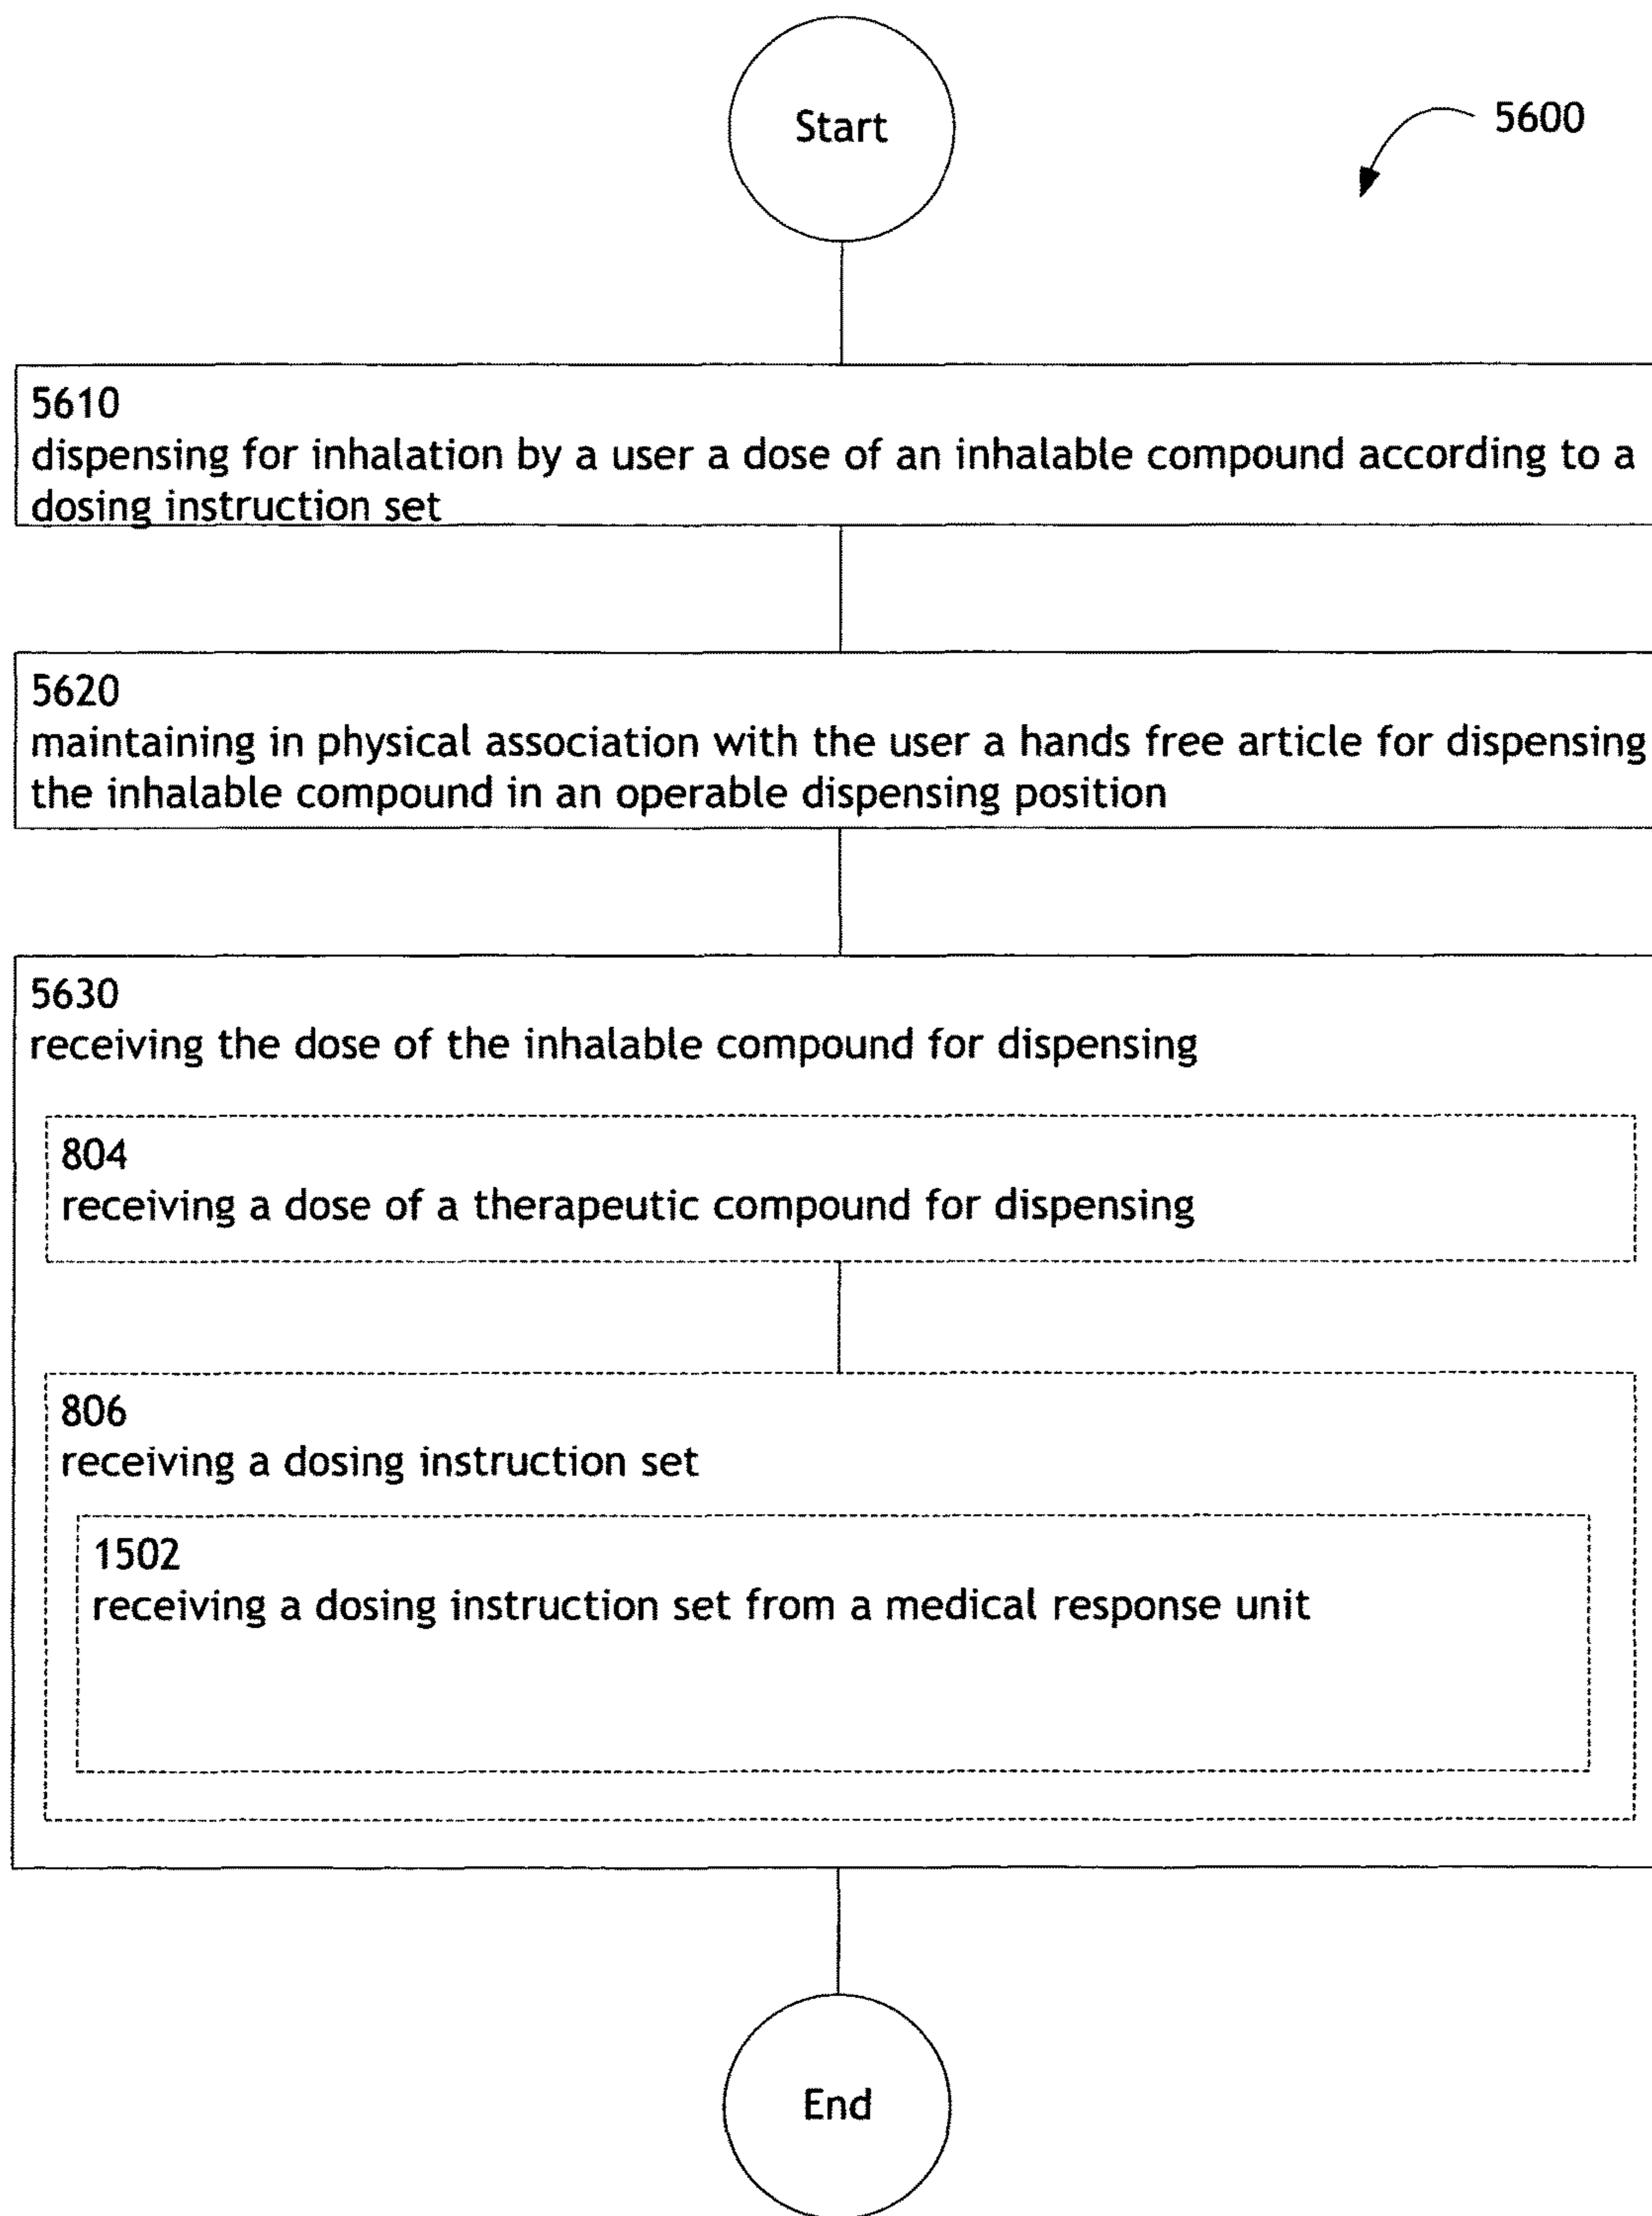 Start
5600
5610
dispensing for inhalation by a user a dose of an inhalable compound according to a
dosing instruction set
5620
maintaining in physical association with the user a hands free article for dispensing
the inhalable compound in an operable dispensing position
5630
receiving the dose of the inhalable compound for dispensing
804
receiving a dose of a therapeutic compound for dispensing
806
receiving a dosing instruction set
1502
receiving a dosing instruction set from a medical response unit
End